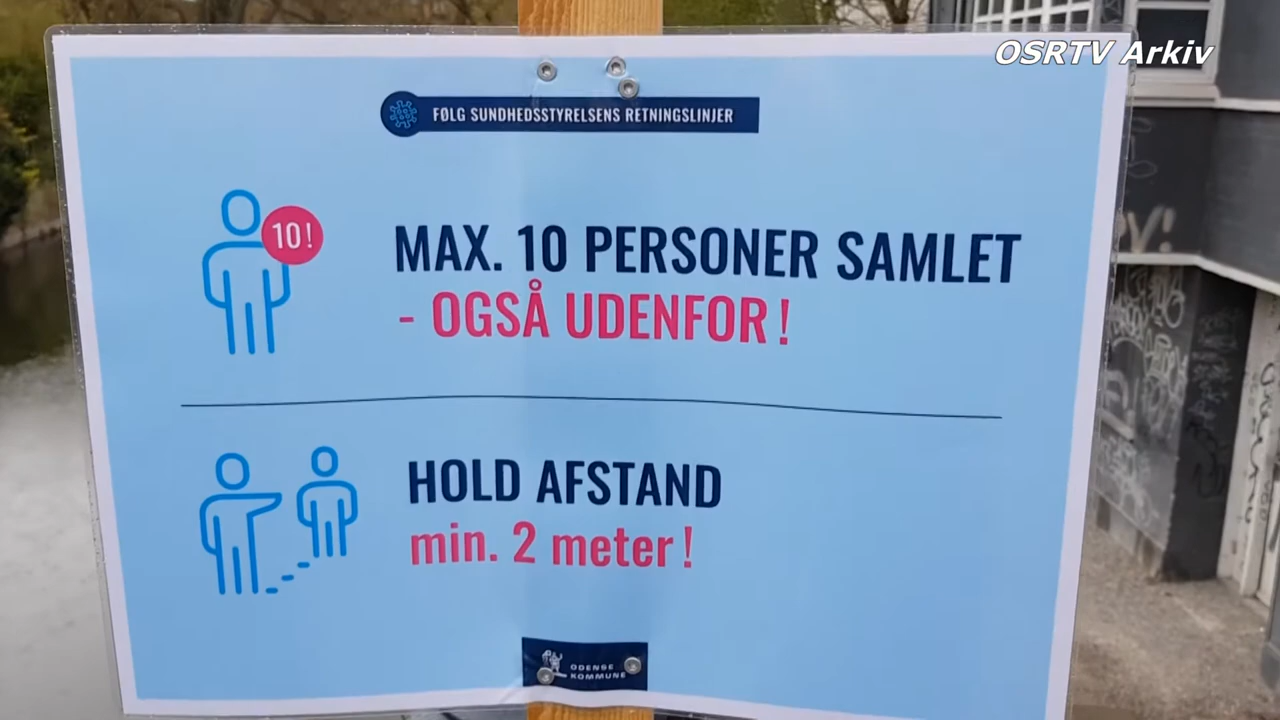 OSRTV Arkiv
FØLG SUNDHEDSSTYRELSENS RETNINGSLINJER
10!
MAX. 10 PERSONER SAMLET
- OGSÅ UDENFOR!
HOLD AFSTAND
min. 2 meter!
ODENSE
KOMMUNE